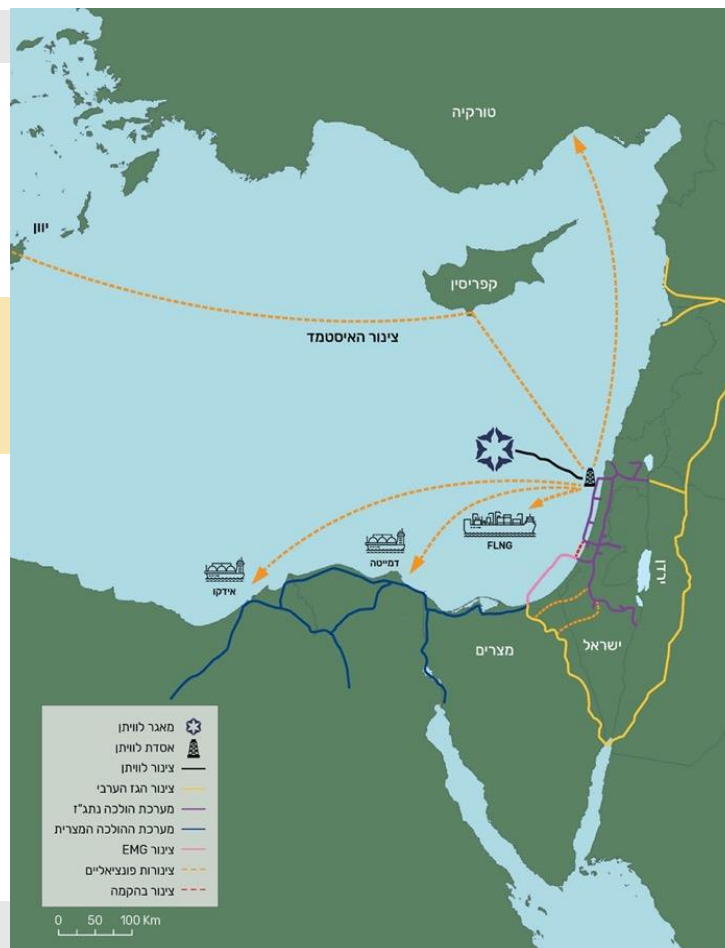 טורקיה
יוון
קפריסין
צינור האיסטמד
FLNG
דמייטה
אידקו
ירדן
ישראל
מצרים
מאגר לוויתן
אסדת לוויתן
צינור לוויתן
צינור הגז הערבי
מערכת הולכה נתג"ז
מערכת ההולכה המצרית
צינור EMG
צינורות פונציאליים
צינור בהקמה
0 50 100 Km